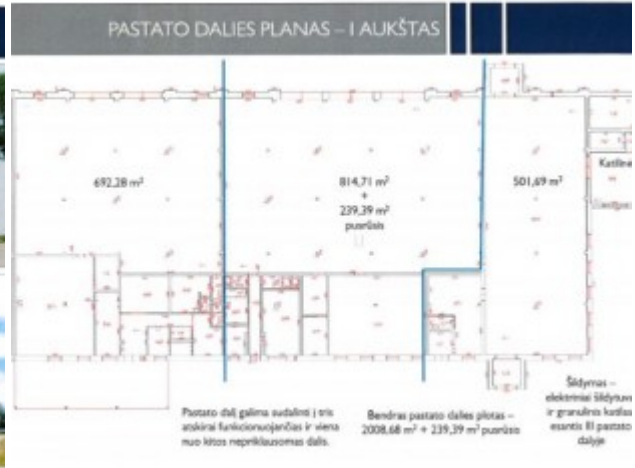 PASTATO DALIES PLANAS – I AUKŠTAS
692,28 m²
814,71 m²
+
239,39 m²
pusrūsis
501,69 m²
Katilinė
Pastato dalį galima sudalinti į tris
atskirai funkcionuojančias ir viena
nuo kitos nepriklausomas dalis.
Bendras pastato dalies plotas –
2008,68 m² + 239,39 m² pusrūsis
Šildymas –
elektriniai šildytuvai
ir granulinis katilas
esantis III pastato
dalyje